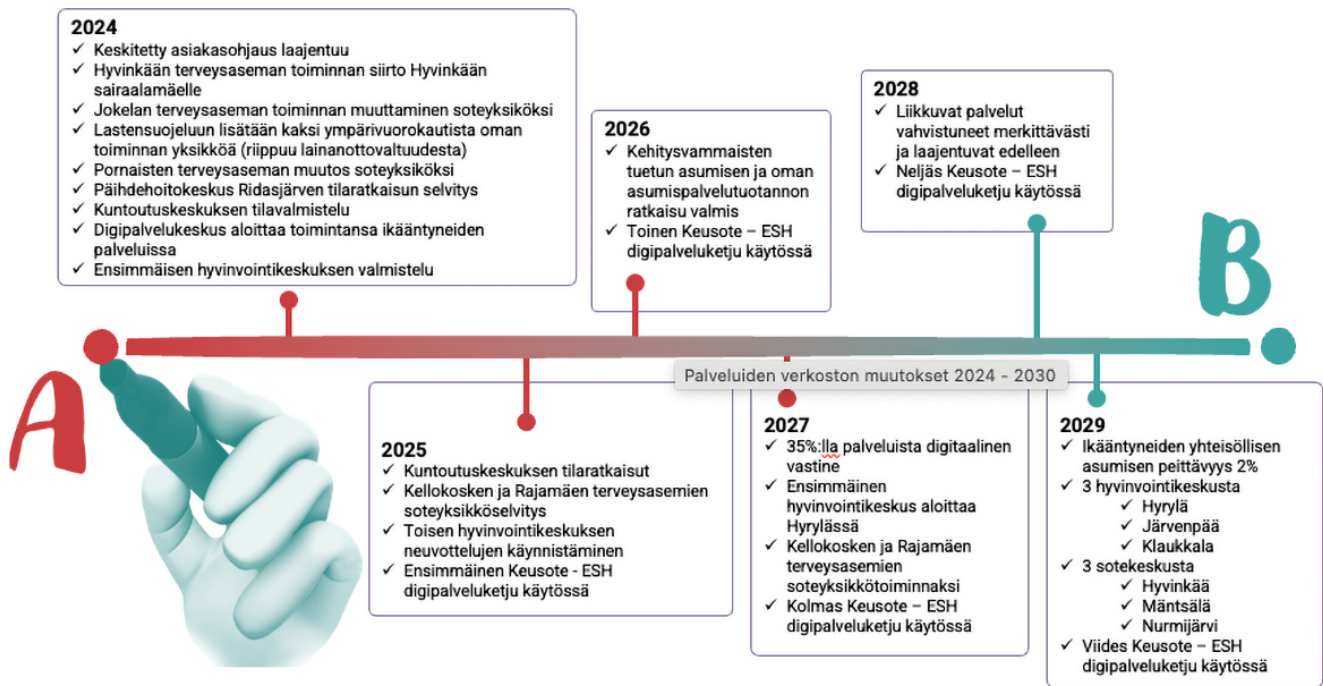 2024
✓ Keskitetty asiakasohjaus laajentuu
✓ Hyvinkään terveysaseman toiminnan siirto Hyvinkään
sairaalamäelle
✓ Jokelan terveysaseman toiminnan muuttaminen soteyksiköksi
✓ Lastensuojeluun lisätään kaksi ympärivuorokautista oman
toiminnan yksikköä (riippuu lainanottovaltuudesta)
✓ Pornaisten terveysaseman muutos soteyksiköksi
✓ Päihdehoitokeskus Ridasjärven tilaratkaisun selvitys
✓ Kuntoutuskeskuksen tilavalmistelu
✓ Digipalvelukeskus aloittaa toimintansa ikääntyneiden
palveluissa
✓ Ensimmäisen hyvinvointikeskuksen valmistelu
2026
✓ Kehitysvammaisten
tuetun asumisen ja oman
asumispalvelutuotannon
ratkaisu valmis
✓ Toinen Keusote – ESH
digipalveluketju käytössä
2028
✓ Liikkuvat palvelut
vahvistuneet merkittävästi
ja laajentuvat edelleen
✓ Neljäs Keusote – ESH
digipalveluketju käytössä
A
B
Palveluiden verkoston muutokset 2024 - 2030
2025
✓ Kuntoutuskeskuksen tilaratkaisut
✓ Kellokosken ja Rajamäen terveysasemien
soteyksikköselvitys
✓ Toisen hyvinvointikeskuksen
neuvottelujen käynnistäminen
✓ Ensimmäinen Keusote - ESH
digipalveluketju käytössä
2027
✓ 35%:lla palveluista digitaalinen
vastine
✓ Ensimmäinen
hyvinvointikeskus aloittaa
Hyrylässä
✓ Kellokosken ja Rajamäen
terveysasemien
soteyksikkötoiminnaksi
✓ Kolmas Keusote – ESH
digipalveluketju käytössä
2029
✓ Ikääntyneiden yhteisöllisen
asumisen peittävyys 2%
✓ 3 hyvinvointikeskusta
✓ Hyrylä
✓ Järvenpää
✓ Klaukkala
✓ 3 sotekeskusta
✓ Hyvinkää
✓ Mäntsälä
✓ Nurmijärvi
✓ Viides Keusote – ESH
digipalveluketju käytössä